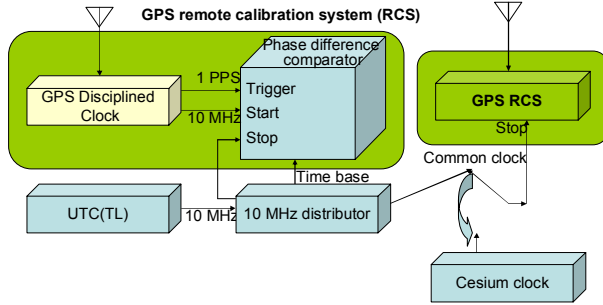 GPS remote calibration system (RCS)
Phase difference
comparator
1 PPS
Trigger
GPS Disciplined
Clock
10 MHz
Start
Stop
GPS RCS
Stop
Common clock
Time base
UTC(TL)
10 MHz
10 MHz distributor
Cesium clock